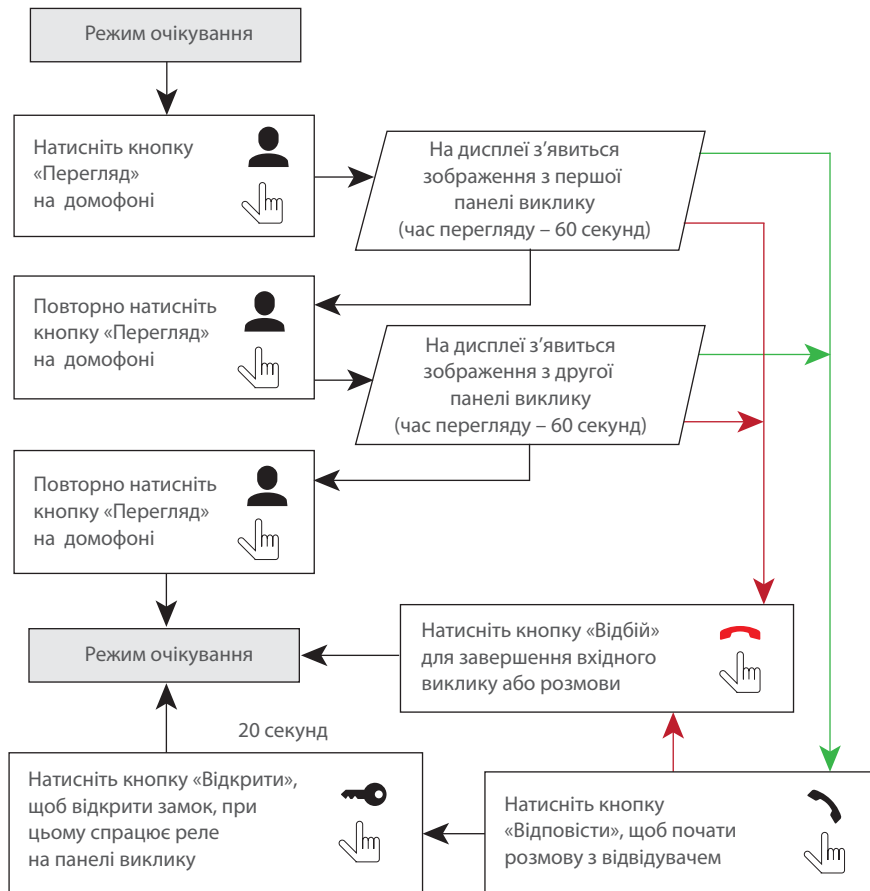 Режим очікування
Натисніть кнопку
«Перегляд»
на домофоні
На дисплеї з’явиться
зображення з першої
панелі виклику
(час перегляду – 60 секунд)
Повторно натисніть
кнопку «Перегляд»
на домофоні
На дисплеї з’явиться
зображення з другої
панелі виклику
(час перегляду – 60 секунд)
Повторно натисніть
кнопку «Перегляд»
на домофоні
Режим очікування
Натисніть кнопку «Відбій»
для завершення вхідного
виклику або розмови
20 секунд
Натисніть кнопку «Відкрити»,
щоб відкрити замок, при
цьому спрацює реле
на панелі виклику
Натисніть кнопку
«Відповісти», щоб почати
розмову з відвідувачем